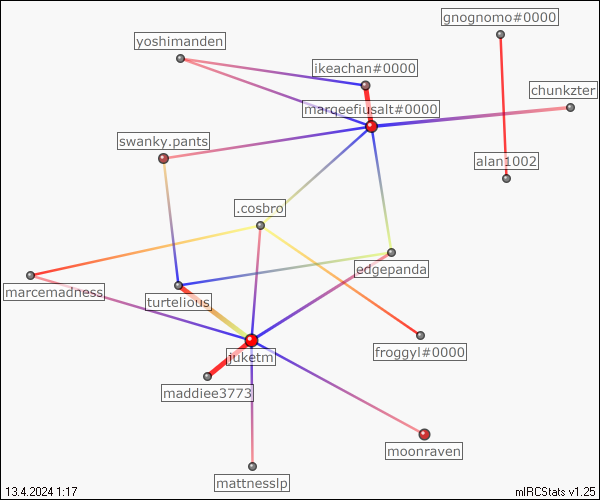 gnognomo#0000
yoshimanden
ikeachan#0000
chunkzter
marqeefiusalt#0000
swanky.pants
alan1002
.cosbro
edgepanda
marcemadness
turtelious
froggyl#0000
juketm
maddiee3773
moonraven
mattnesslp
13.4.2024 1:17
mIRCStats v1.25